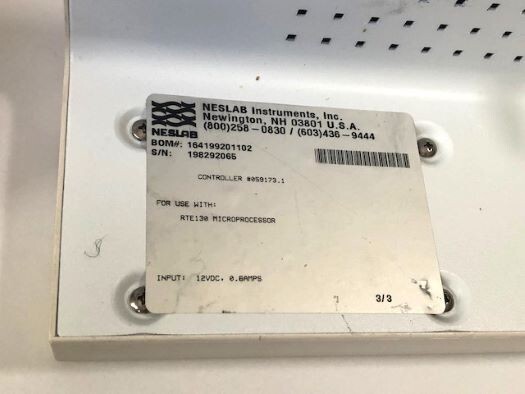 NESLAB Instruments, Inc.
Newington, NH 03801 U.S.A.
(800)258-0830 / (603)436-9444
NESLAB
BOM#: 164199201102
S/N: 198292065
CONTROLLER #059173.1
FOR USE WITH:
RTE130 MICROPROCESSOR
INPUT: 12VDC, 0.6AMPS
3/3